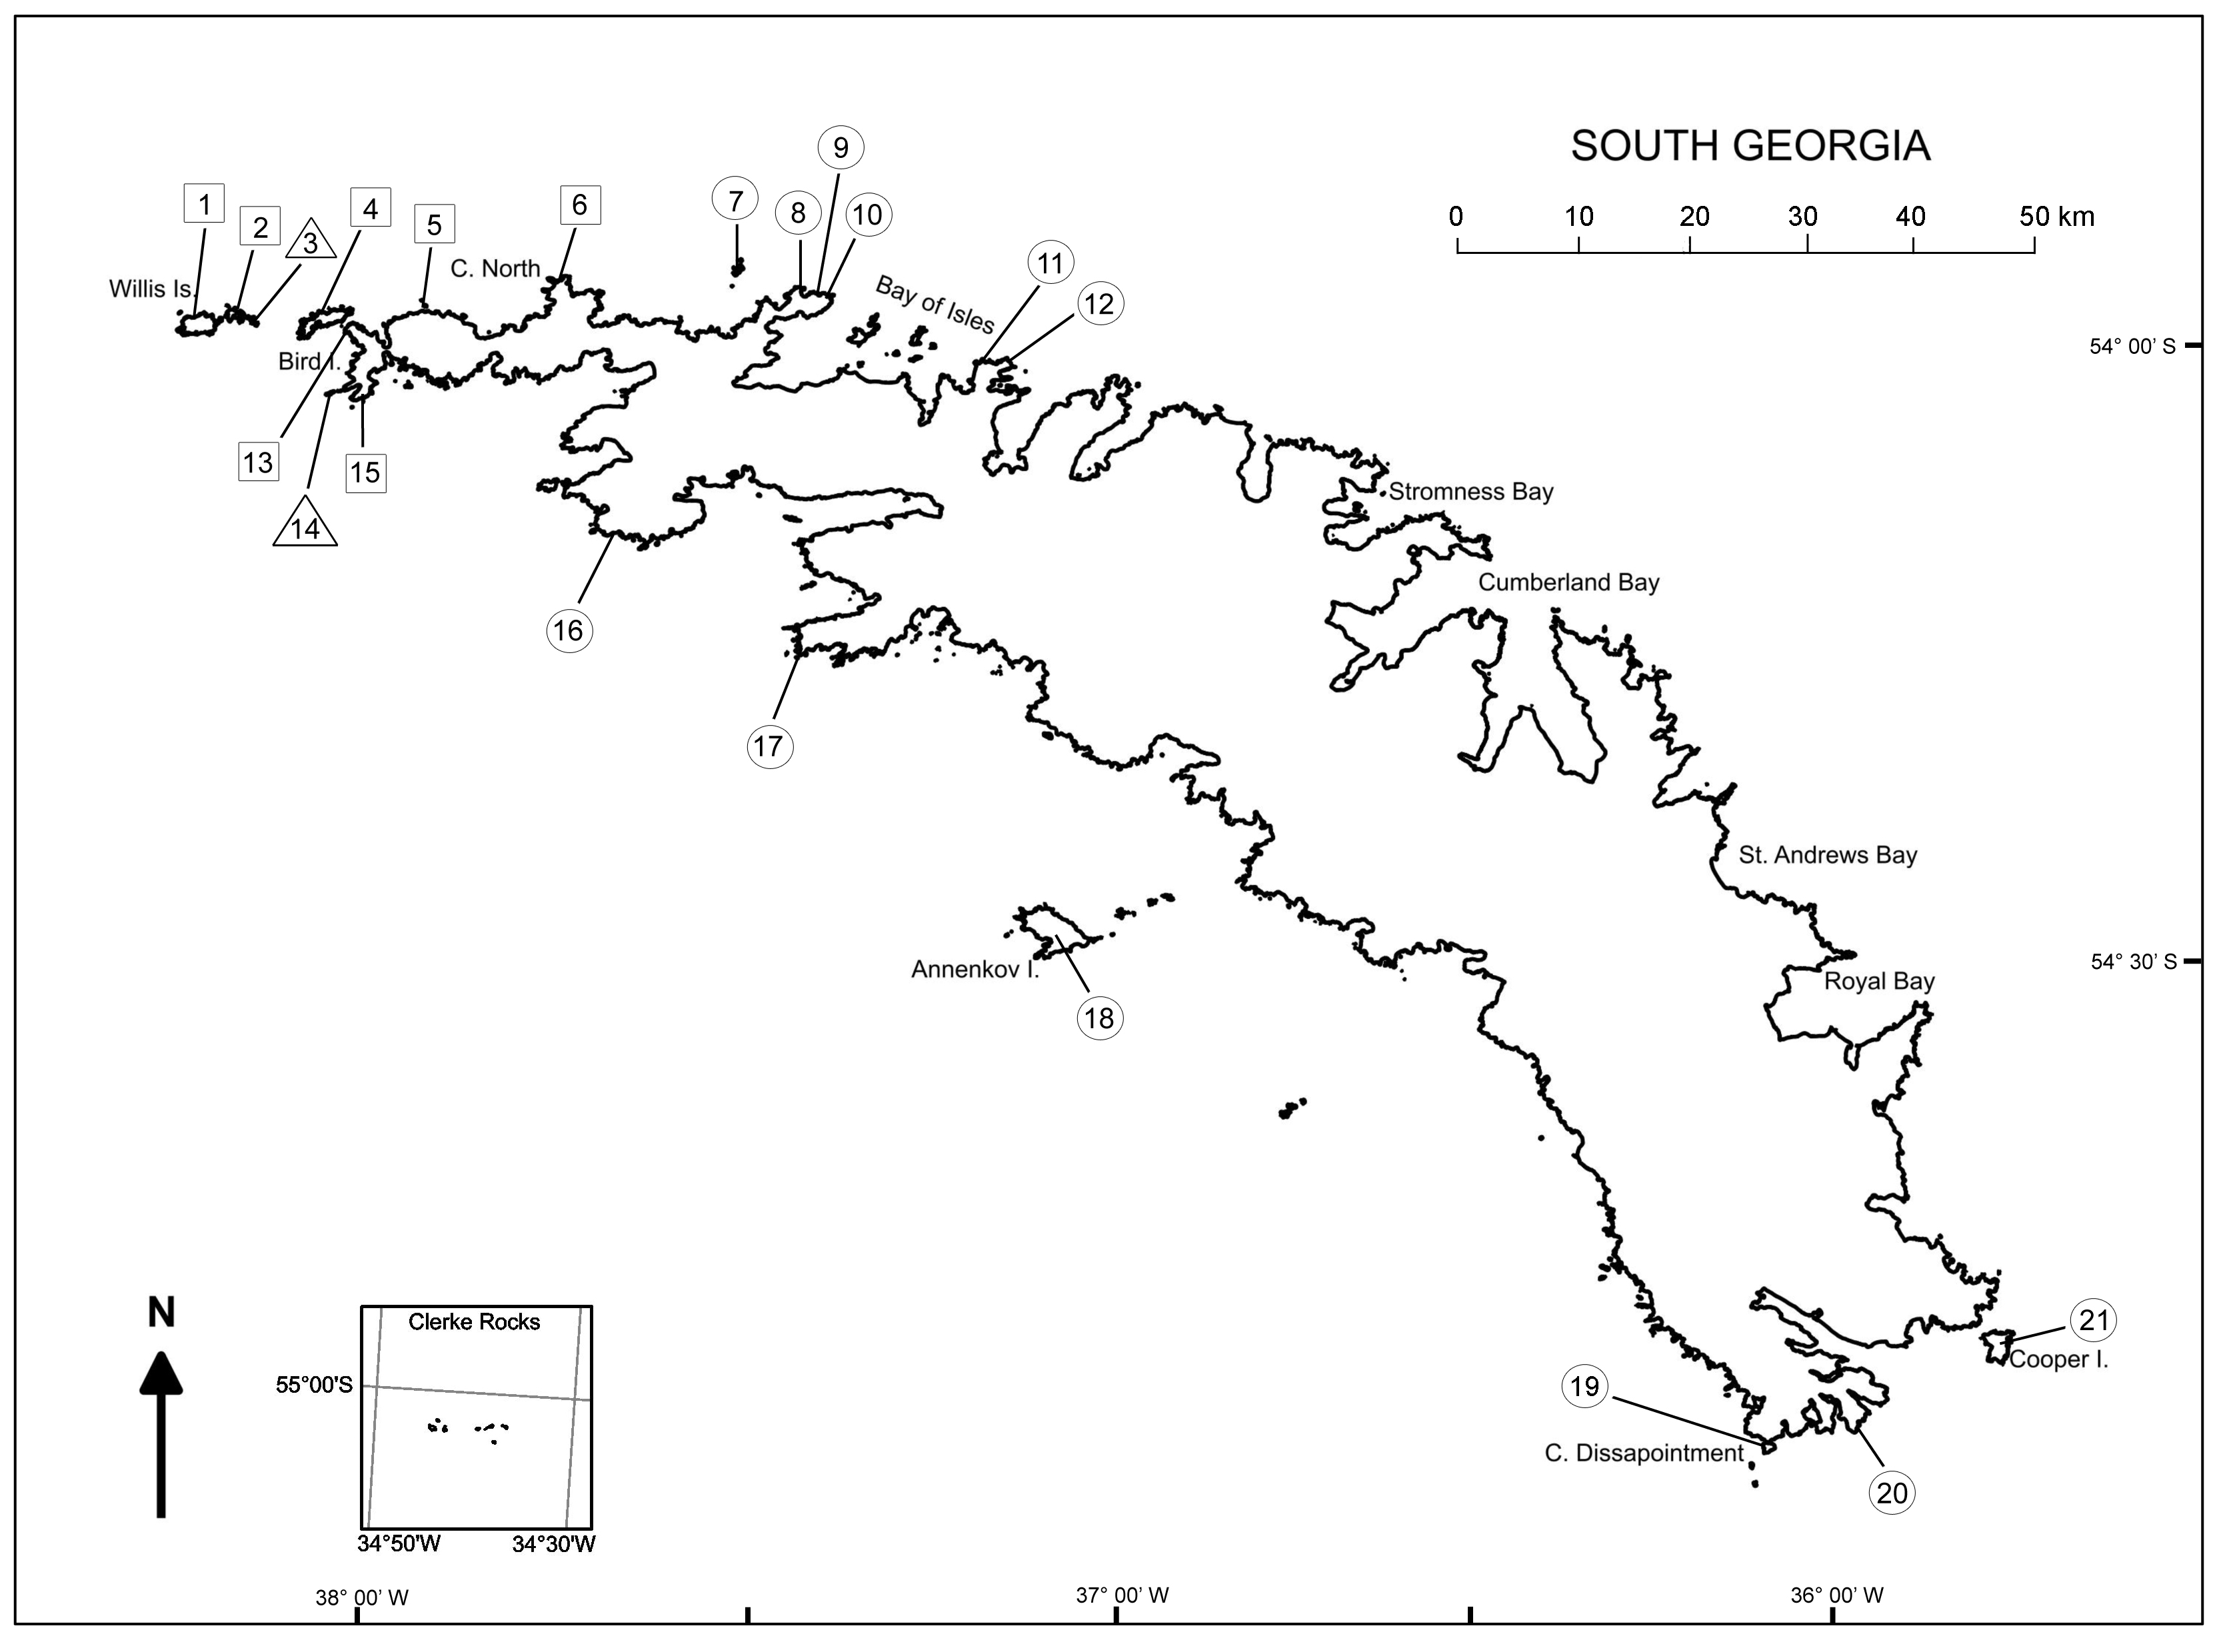 SOUTH GEORGIA
0 10 20 30 40 50 km
9
7
8
10
1
2
3
4
5
6
C. North
Willis Is.
Bay of Isles
11
12
54° 00’ S
Bird I.
13
14
15
Stromness Bay
Cumberland Bay
16
17
St. Andrews Bay
54° 30’ S
Annenkov I.
Royal Bay
18
N
Clerke Rocks
55°00'S
34°50'W
34°30'W
21
Cooper I.
19
C. Dissapointment
20
38° 00’ W
37° 00’ W
36° 00’ W